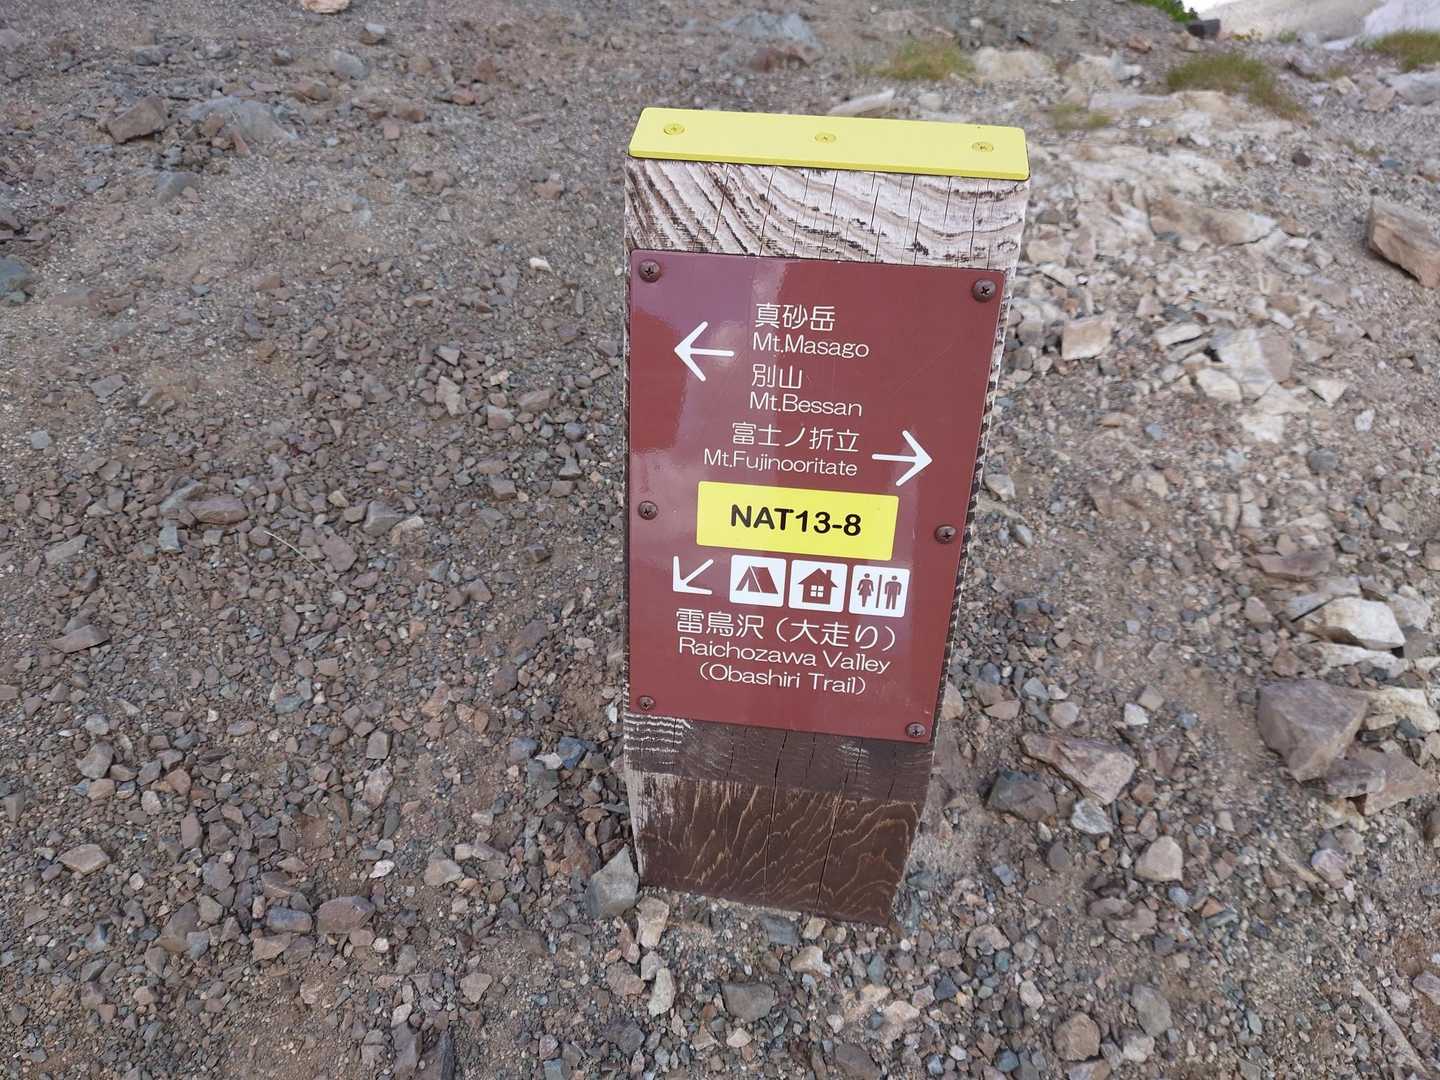 真砂岳
Mt.Masago
別山
Mt.Bessan
富士ノ折立
Mt.Fujinooritate
NAT13-8
雷鳥沢（大走り）
Raichozawa Valley
（Obashiri Trail）